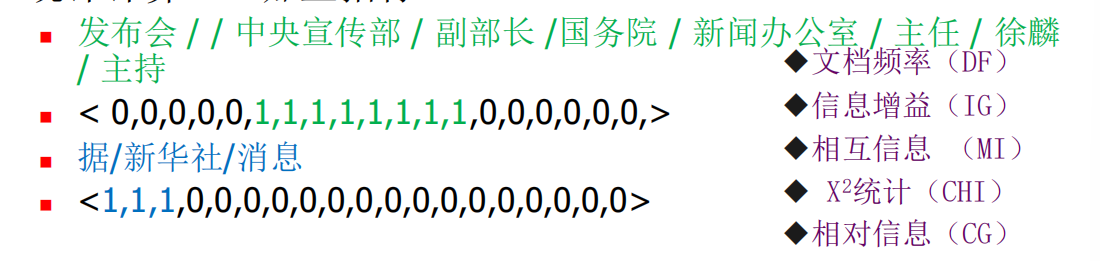 发布会 / / 中央宣传部 / 副部长 /国务院 / 新闻办公室 / 主任 / 徐麟
/ 主持
< 0,0,0,0,0,1,1,1,1,1,1,1,1,0,0,0,0,0,0,>
据/新华社/消息
<1,1,1,0,0,0,0,0,0,0,0,0,0,0,0,0,0,0,0>
◆文档频率（DF）
◆信息增益（IG）
◆相互信息 （MI）
◆ X²统计（CHI）
◆相对信息（CG）